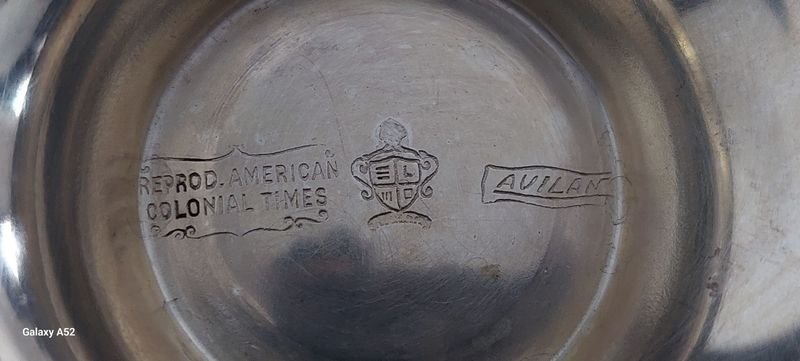 REPROD. AMERICAN
COLONIAL TIMES
AVILAN
Galaxy A52